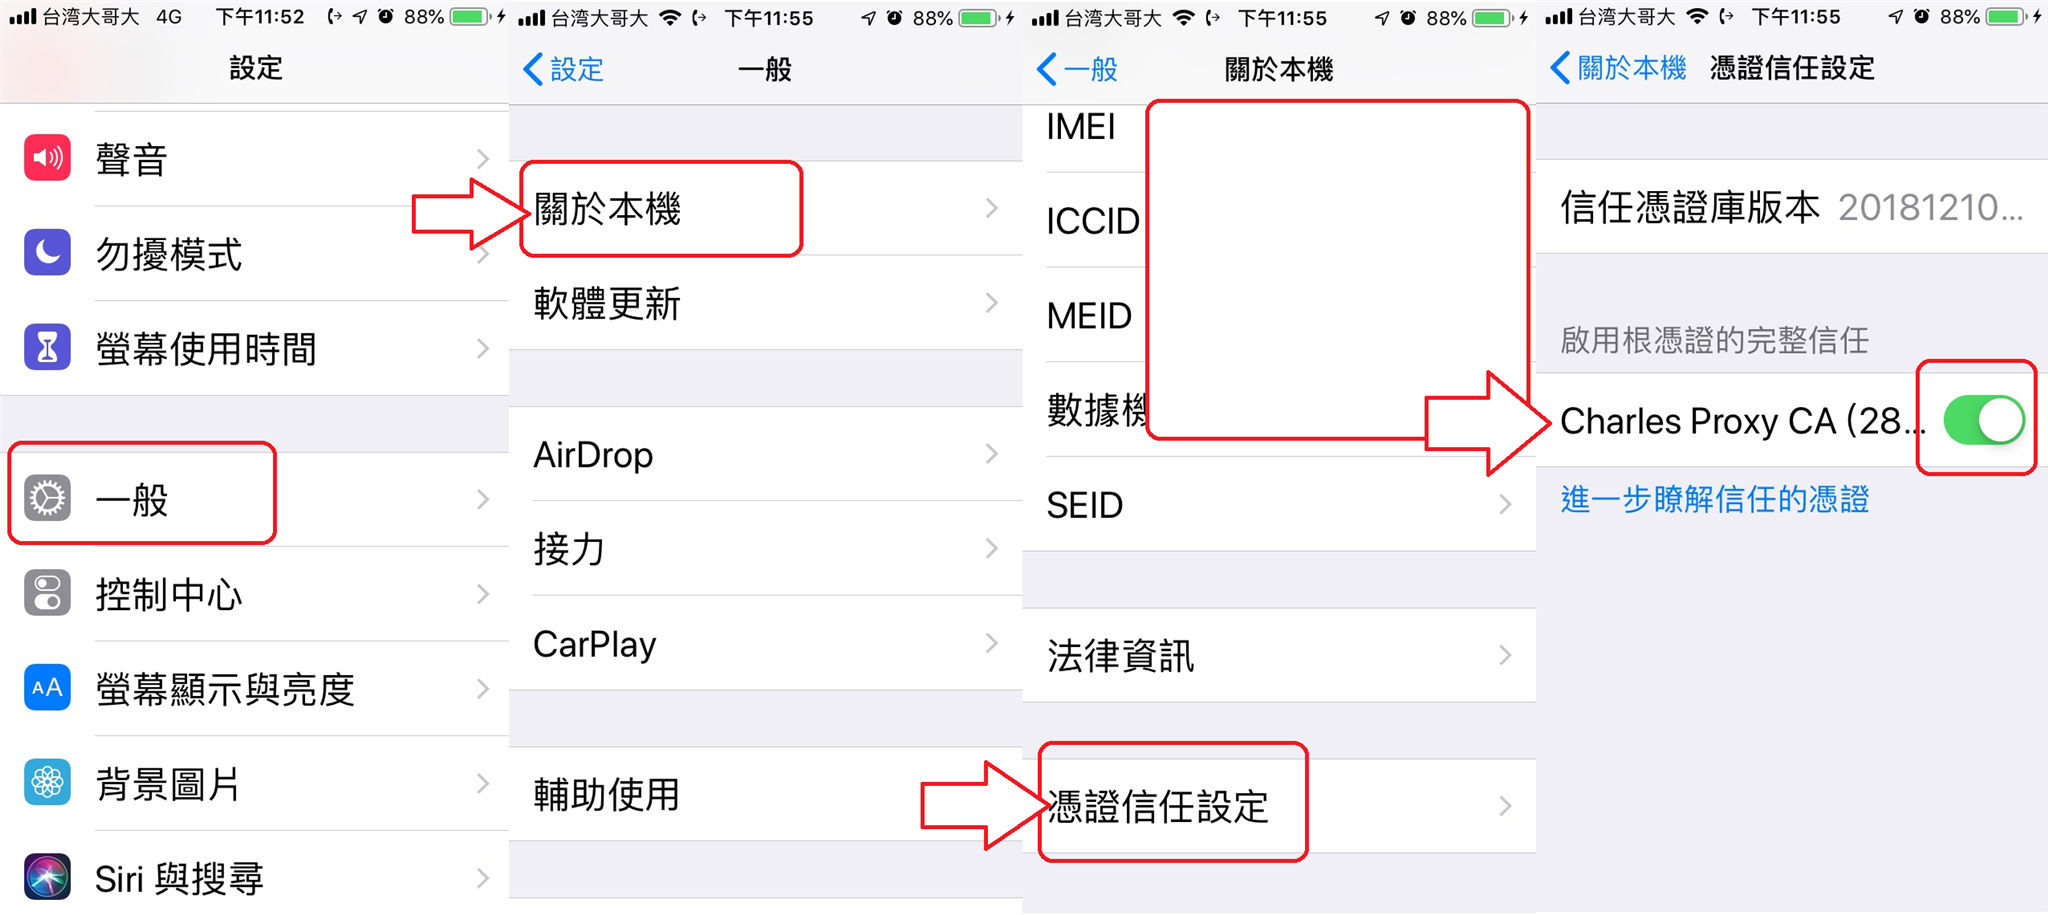 台湾大哥大 4G 下午11:52 88%
設定
聲音
勿擾模式
螢幕使用時間
一般
控制中心
AA 螢幕顯示與亮度
背景圖片
Siri 與搜尋
台湾大哥大 下午11:55 88%
設定 一般
關於本機
軟體更新
AirDrop
接力
CarPlay
輔助使用
台湾大哥大 下午11:55 88%
一般 關於本機
IMEI
ICCID
MEID
數據機
SEID
法律資訊
憑證信任設定
台湾大哥大 下午11:55 88%
關於本機 憑證信任設定
信任憑證庫版本 20181210...
啟用根憑證的完整信任
Charles Proxy CA (28...
進一步瞭解信任的憑證